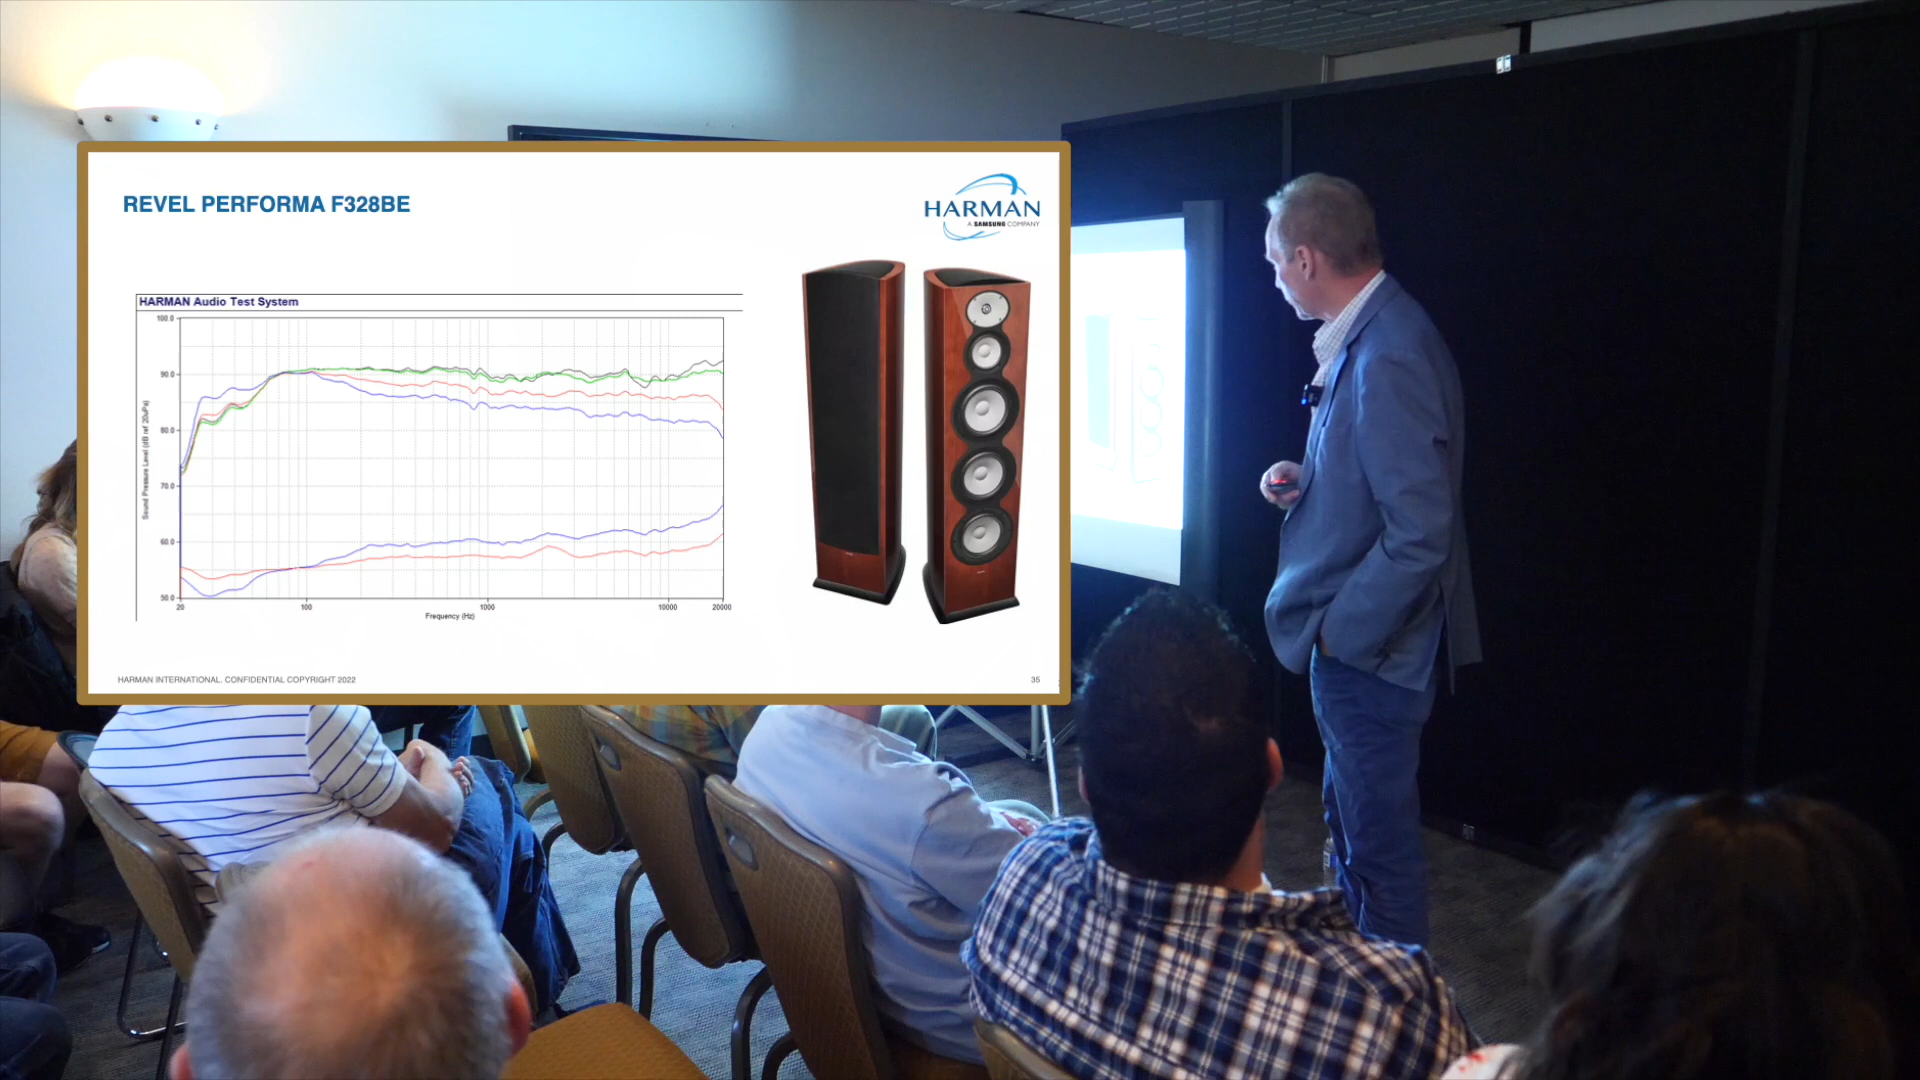 REVEL PERFORMA F328BE
HARMAN
A SAMSUNG COMPANY
HARMAN Audio Test System
100.0
90.0
80.0
70.0
60.0
50.0
Sound Pressure Level (dB ref 20uPa)
20
100
1000
10000
20000
Frequency (Hz)
HARMAN INTERNATIONAL. CONFIDENTIAL COPYRIGHT 2022
35